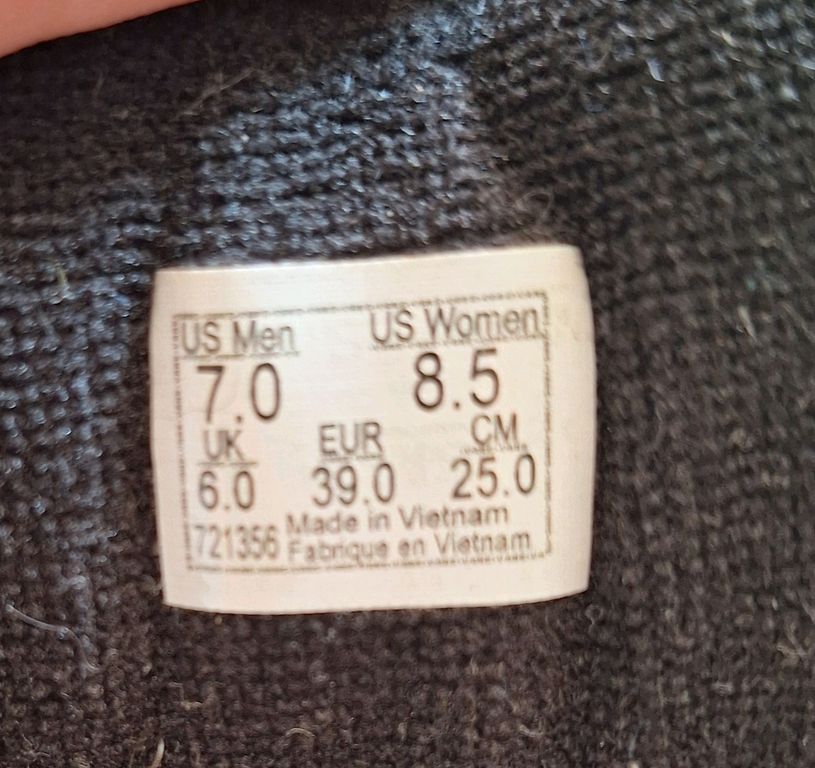 US Men US Women
7.0 8.5
UK EUR CM
6.0 39.0 25.0
721356 Made in Vietnam
Fabrique en Vietnam